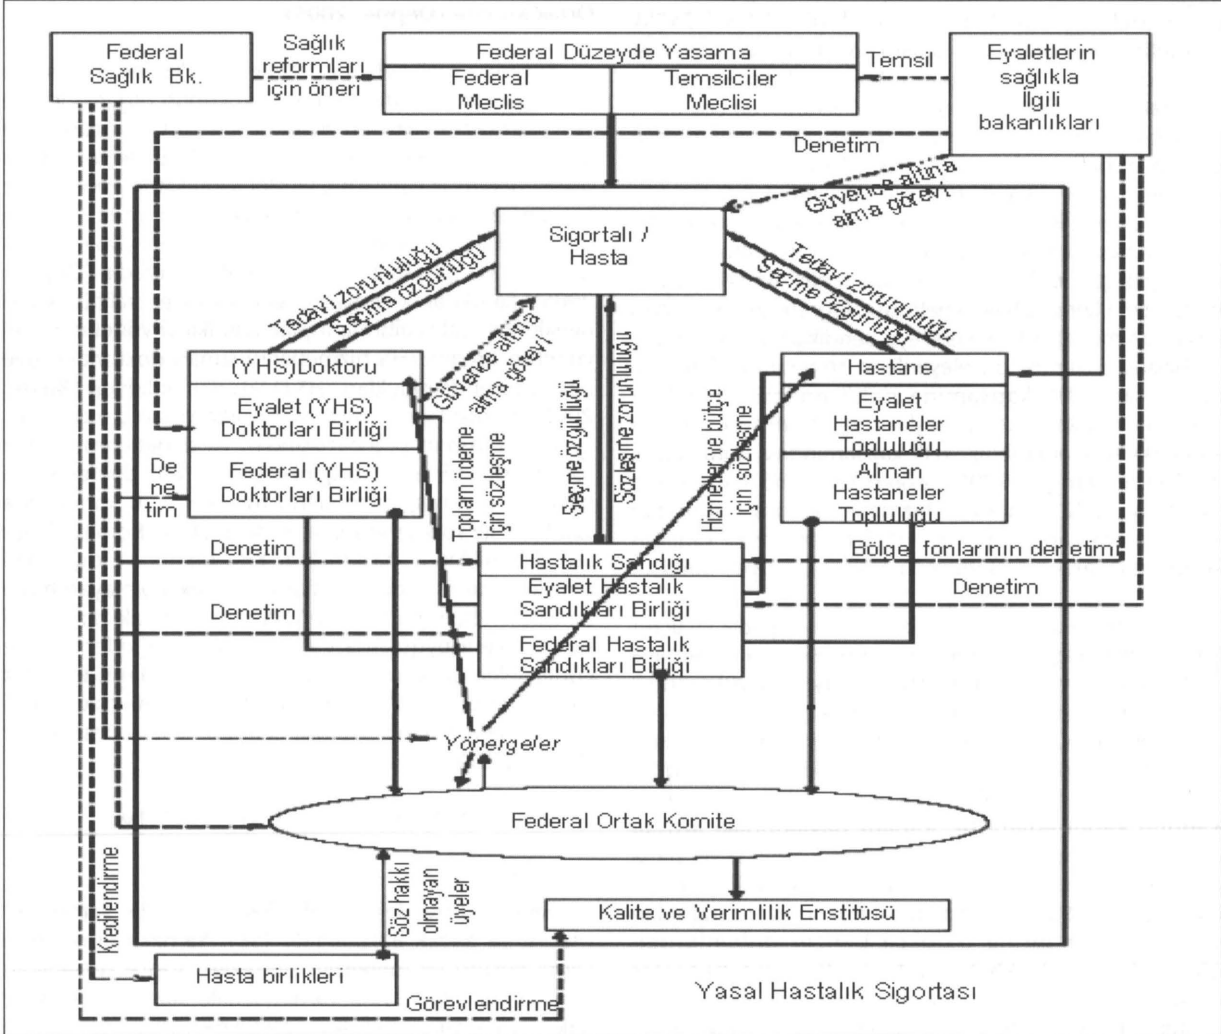 Federal
Sağlık Bk.
Sağlık
reformları
için öneri
Federal Düzeyde Yasama
Federal
Meclis
Temsilciler
Meclisi
Temsil
Eyaletlerin
sağlıkla
İlgili
bakanlıkları
Denetim
Güvence altına
alma görevi
Sigortalı /
Hasta
Tedavi zorunluluğu
Seçme özgürlüğü
Tedavi zorunluluğu
Seçme özgürlüğü
(YHS)Doktoru
Eyalet (YHS)
Doktorları Birliği
Federal (YHS)
Doktorları Birliği
Güvence altına
alma görevi
Hastane
Eyalet
Hastaneler
Topluluğu
Alman
Hastaneler
Topluluğu
De
ne
tim
Toplam ödeme
İçin sözleşme
Seçme özgürlüğü
Sözleşme zorunluluğu
Hizmetler ve bütçe
için sözleşme
Denetim
Hastalık Sandığı
Eyalet Hastalık
Sandıkları Birliği
Federal Hastalık
Sandıkları Birliği
Bölge fonlarının denetimi
Denetim
Denetim
Yönergeler
Federal Ortak Komite
Kredilendirme
Söz hakkı
olmayan
üyeler
Kalite ve Verimlilik Enstitüsü
Hasta birlikleri
Görevlendirme
Yasal Hastalık Sigortası